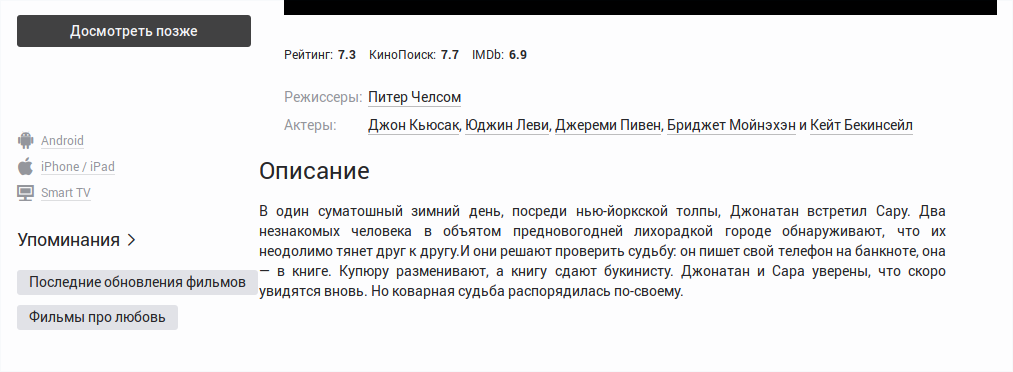 Досмотреть позже
Рейтинг: 7.3 КиноПоиск: 7.7 IMDb: 6.9
Режиссеры: Питер Челсом
Актеры: Джон Кьюсак, Юджин Леви, Джереми Пивен, Бриджет Мойнэхэн и Кейт Бекинсейл
Android
iPhone / iPad
Smart TV
Упоминания
Последние обновления фильмов
Фильмы про любовь
Описание
В один суматошный зимний день, посреди нью-йоркской толпы, Джонатан встретил Сару. Два
незнакомых человека в объятом предновогодней лихорадкой городе обнаруживают, что их
неодолимо тянет друг к другу.И они решают проверить судьбу: он пишет свой телефон на банкноте, она
— в книге. Купюру разменивают, а книгу сдают букинисту. Джонатан и Сара уверены, что скоро
увидятся вновь. Но коварная судьба распорядилась по-своему.